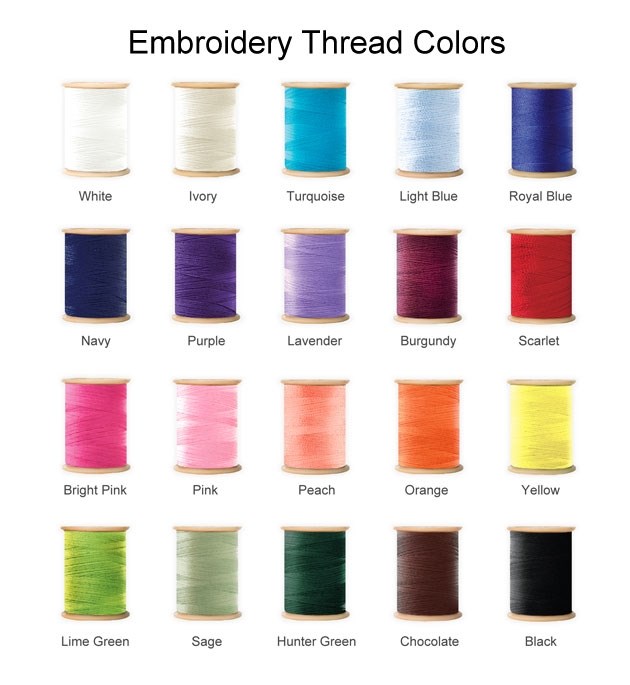 Embroidery Thread Colors
White Ivory Turquoise Light Blue Royal Blue
Navy Purple Lavender Burgundy Scarlet
Bright Pink Pink Peach Orange Yellow
Lime Green Sage Hunter Green Chocolate Black